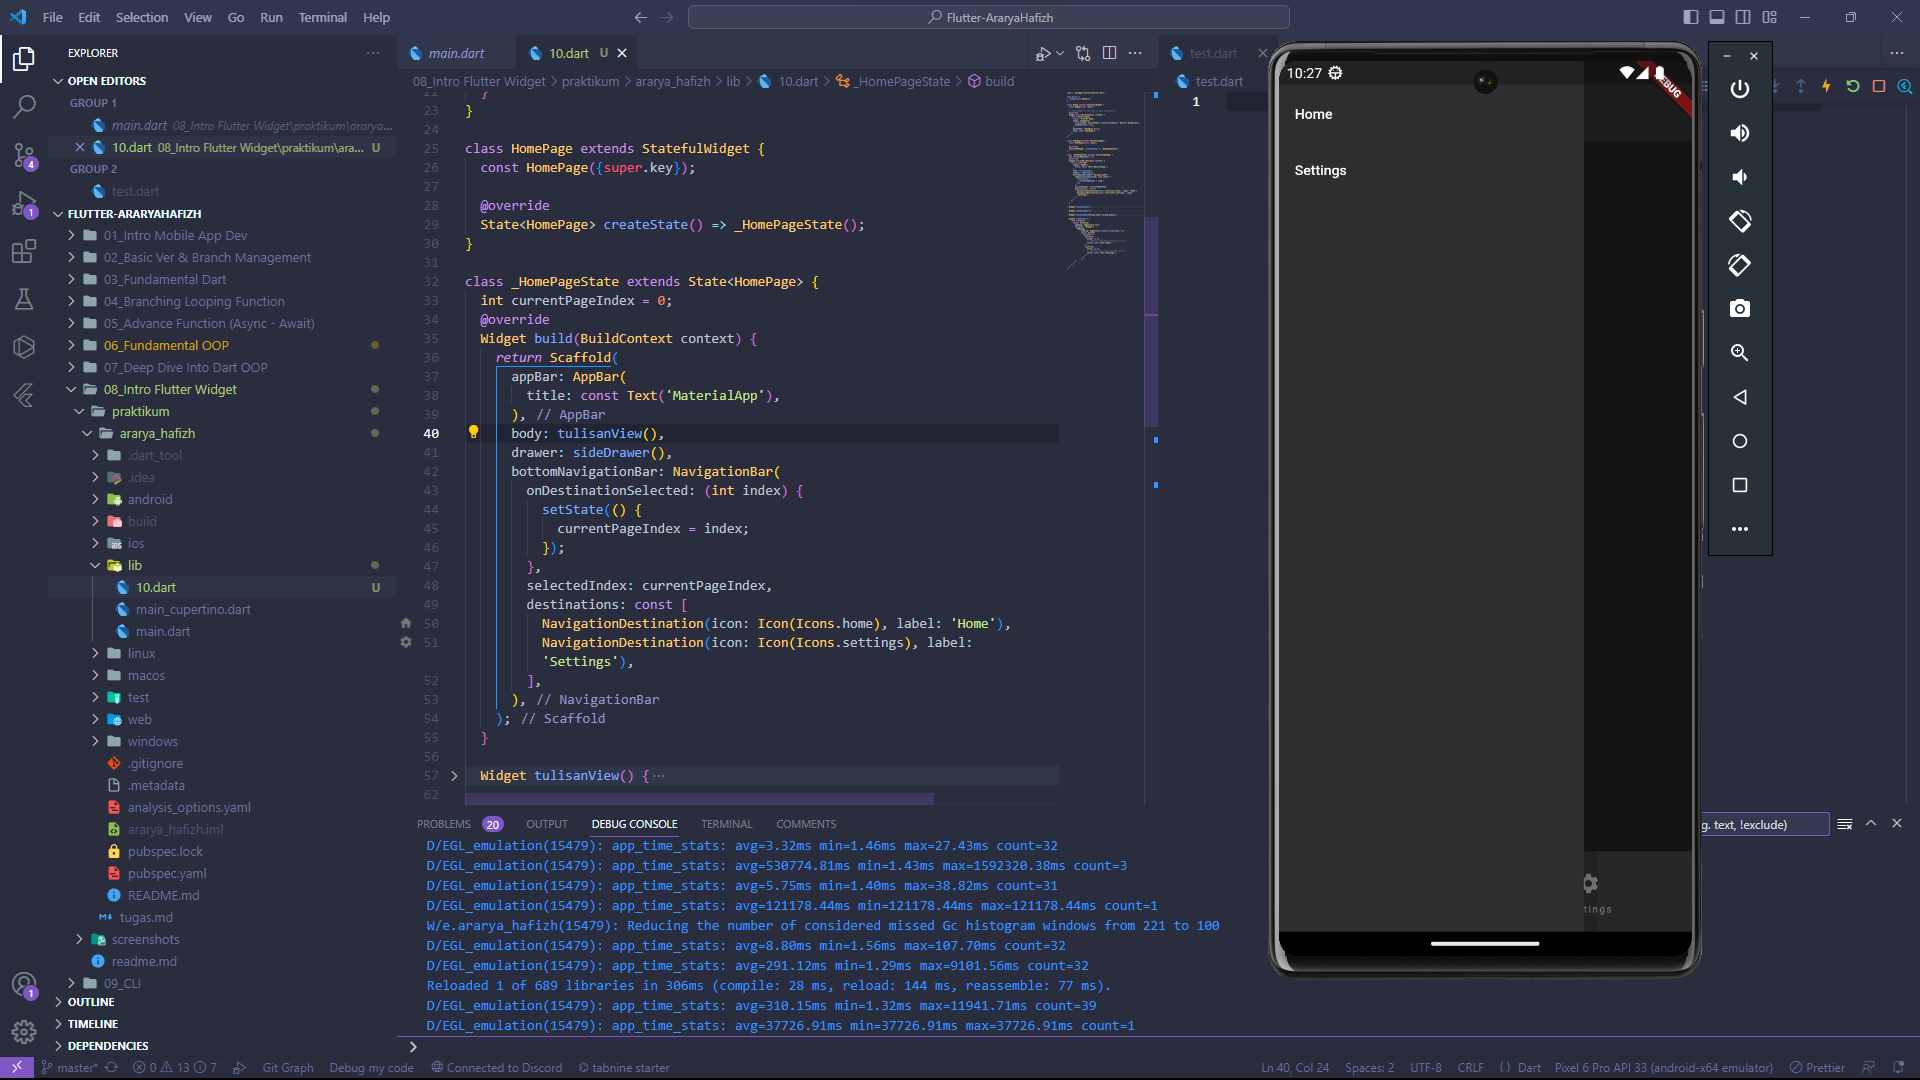 File Edit Selection View Go Run Terminal Help
Flutter-AraryaHafizh
EXPLORER
OPEN EDITORS
GROUP 1
main.dart 08_Intro Flutter Widget\praktikum\ararya...
10.dart 08_Intro Flutter Widget\praktikum\ara... U
GROUP 2
test.dart
FLUTTER-ARARYAHAFIZH
01_Intro Mobile App Dev
02_Basic Ver & Branch Management
03_Fundamental Dart
04_Branching Looping Function
05_Advance Function (Async - Await)
06_Fundamental OOP
07_Deep Dive Into Dart OOP
08_Intro Flutter Widget
praktikum
ararya_hafizh
.dart_tool
.idea
android
build
ios
lib
10.dart U
main_cupertino.dart
main.dart
linux
macos
test
web
windows
.gitignore
.metadata
analysis_options.yaml
ararya_hafizh.iml
pubspec.lock
pubspec.yaml
README.md
tugas.md
screenshots
readme.md
09_CLI
OUTLINE
TIMELINE
DEPENDENCIES
4
1
1
main.dart
10.dart U
08_Intro Flutter Widget > praktikum > ararya_hafizh > lib > 10.dart > _HomePageState > build
22 }
23 }
24
25 class HomePage extends StatefulWidget {
26 const HomePage({super.key});
27
28 @override
29 State<HomePage> createState() => _HomePageState();
30 }
31
32 class _HomePageState extends State<HomePage> {
33 int currentPageIndex = 0;
34 @override
35 Widget build(BuildContext context) {
36 return Scaffold(
37 appBar: AppBar(
38 title: const Text('MaterialApp'),
39 ), // AppBar
40 body: tulisanView(),
41 drawer: sideDrawer(),
42 bottomNavigationBar: NavigationBar(
43 onDestinationSelected: (int index) {
44 setState(() {
45 currentPageIndex = index;
46 });
47 },
48 selectedIndex: currentPageIndex,
49 destinations: const [
50 NavigationDestination(icon: Icon(Icons.home), label: 'Home'),
51 NavigationDestination(icon: Icon(Icons.settings), label:
'Settings'),
52 ],
53 ), // NavigationBar
54 ); // Scaffold
55 }
56
57 Widget tulisanView() {···
62
test.dart
test.dart
1
10:27
DEBUG
Home
Settings
tings
PROBLEMS 20 OUTPUT DEBUG CONSOLE TERMINAL COMMENTS
g. text, !exclude)
D/EGL_emulation(15479): app_time_stats: avg=3.32ms min=1.46ms max=27.43ms count=32
D/EGL_emulation(15479): app_time_stats: avg=530774.81ms min=1.43ms max=1592320.38ms count=3
D/EGL_emulation(15479): app_time_stats: avg=5.75ms min=1.40ms max=38.82ms count=31
D/EGL_emulation(15479): app_time_stats: avg=121178.44ms min=121178.44ms max=121178.44ms count=1
W/e.ararya_hafizh(15479): Reducing the number of considered missed Gc histogram windows from 221 to 100
D/EGL_emulation(15479): app_time_stats: avg=8.80ms min=1.56ms max=107.70ms count=32
D/EGL_emulation(15479): app_time_stats: avg=291.12ms min=1.29ms max=9101.56ms count=32
Reloaded 1 of 689 libraries in 306ms (compile: 28 ms, reload: 144 ms, reassemble: 77 ms).
D/EGL_emulation(15479): app_time_stats: avg=310.15ms min=1.32ms max=11941.71ms count=39
D/EGL_emulation(15479): app_time_stats: avg=37726.91ms min=37726.91ms max=37726.91ms count=1
master* 0 13 7 Git Graph Debug my code Connected to Discord tabnine starter
Ln 40, Col 24 Spaces: 2 UTF-8 CRLF { } Dart Pixel 6 Pro API 33 (android-x64 emulator) Prettier